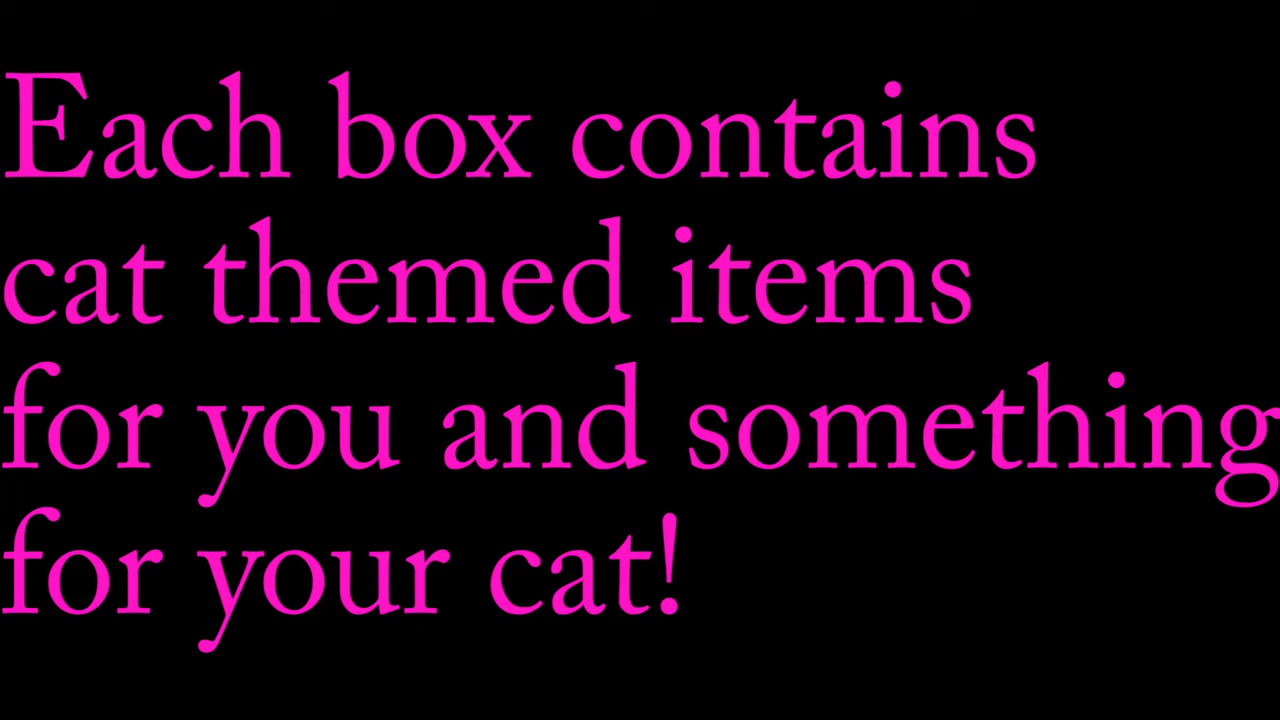 Each box contains
cat themed items
for you and something
for your cat!